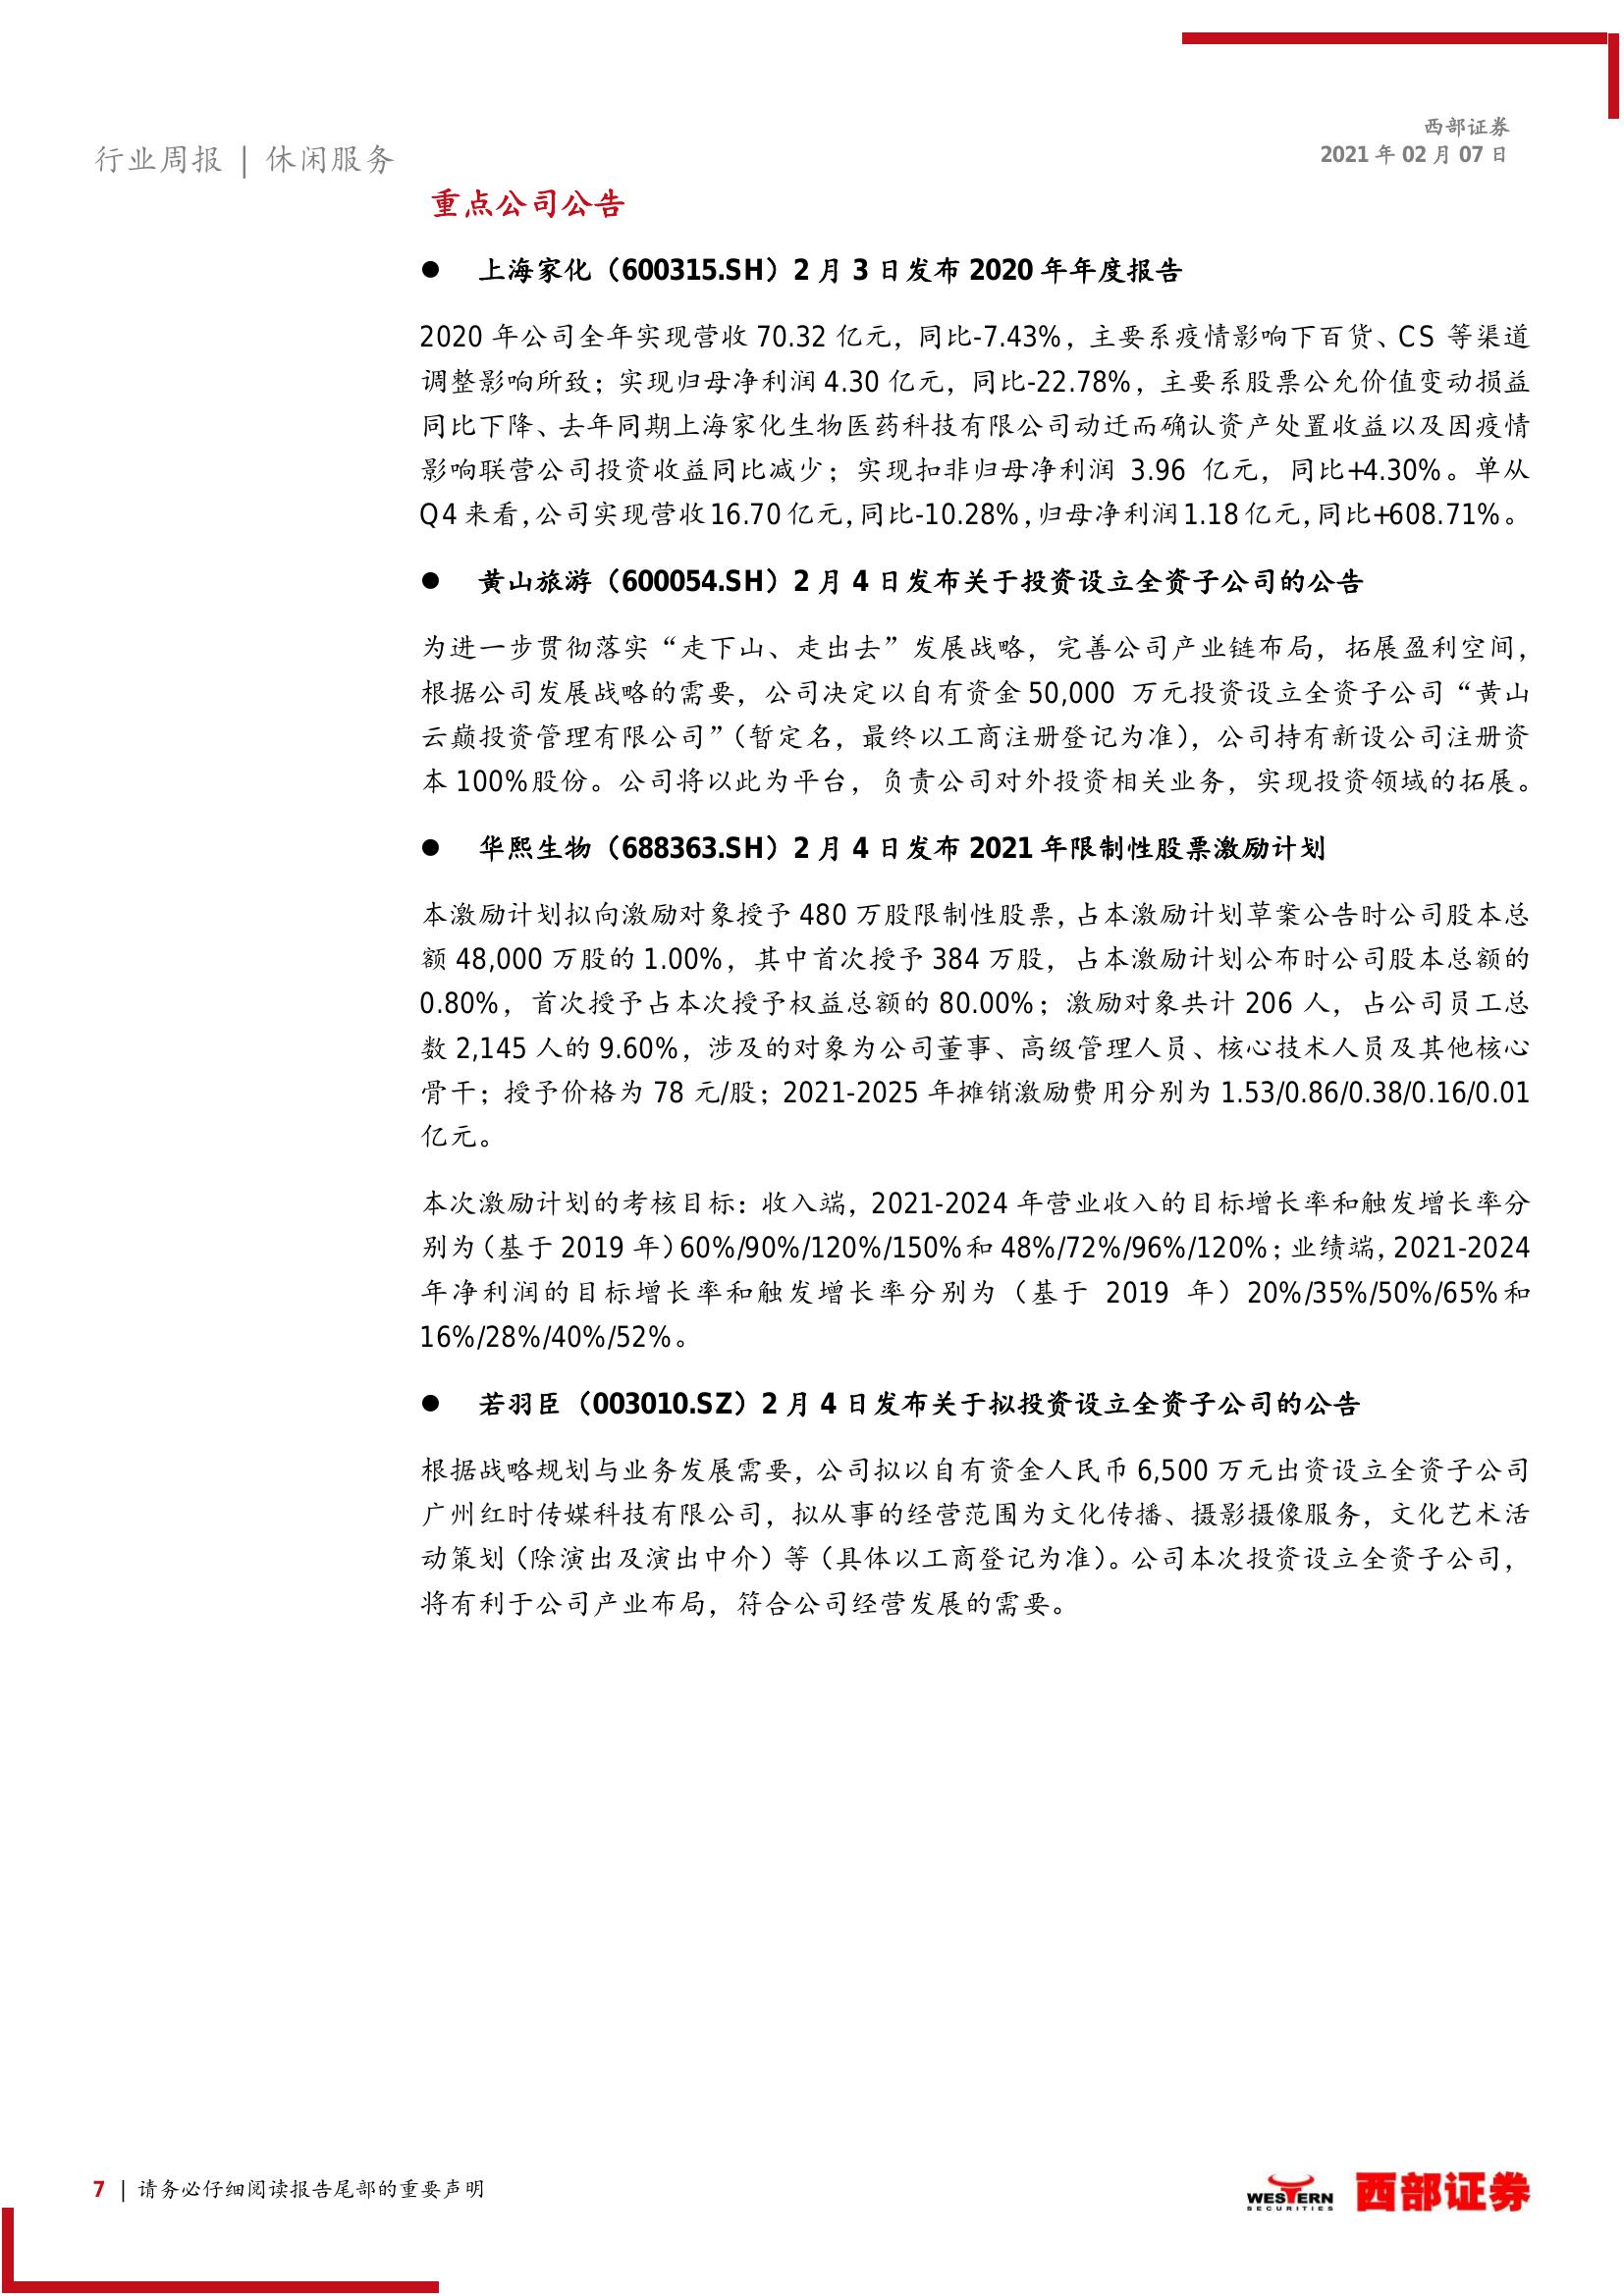 西部证券
2021 年 02 月 07 日
行业周报 | 休闲服务
重点公司公告
● 上海家化（600315.SH）2 月 3 日发布 2020 年年度报告
2020 年公司全年实现营收 70.32 亿元，同比-7.43%，主要系疫情影响下百货、CS 等渠道
调整影响所致；实现归母净利润 4.30 亿元，同比-22.78%，主要系股票公允价值变动损益
同比下降、去年同期上海家化生物医药科技有限公司动迁而确认资产处置收益以及因疫情
影响联营公司投资收益同比减少；实现扣非归母净利润 3.96 亿元，同比+4.30%。单从
Q4 来看，公司实现营收 16.70 亿元，同比-10.28%，归母净利润 1.18 亿元，同比+608.71%。
● 黄山旅游（600054.SH）2 月 4 日发布关于投资设立全资子公司的公告
为进一步贯彻落实“走下山、走出去”发展战略，完善公司产业链布局，拓展盈利空间，
根据公司发展战略的需要，公司决定以自有资金 50,000 万元投资设立全资子公司“黄山
云巅投资管理有限公司”（暂定名，最终以工商注册登记为准），公司持有新设公司注册资
本 100%股份。公司将以此为平台，负责公司对外投资相关业务，实现投资领域的拓展。
● 华熙生物（688363.SH）2 月 4 日发布 2021 年限制性股票激励计划
本激励计划拟向激励对象授予 480 万股限制性股票，占本激励计划草案公告时公司股本总
额 48,000 万股的 1.00%，其中首次授予 384 万股，占本激励计划公布时公司股本总额的
0.80%，首次授予占本次授予权益总额的 80.00%；激励对象共计 206 人，占公司员工总
数 2,145 人的 9.60%，涉及的对象为公司董事、高级管理人员、核心技术人员及其他核心
骨干；授予价格为 78 元/股；2021-2025 年摊销激励费用分别为 1.53/0.86/0.38/0.16/0.01
亿元。
本次激励计划的考核目标：收入端，2021-2024 年营业收入的目标增长率和触发增长率分
别为（基于 2019 年）60%/90%/120%/150%和 48%/72%/96%/120%；业绩端，2021-2024
年净利润的目标增长率和触发增长率分别为（基于 2019 年）20%/35%/50%/65%和
16%/28%/40%/52%。
● 若羽臣（003010.SZ）2 月 4 日发布关于拟投资设立全资子公司的公告
根据战略规划与业务发展需要，公司拟以自有资金人民币 6,500 万元出资设立全资子公司
广州红时传媒科技有限公司，拟从事的经营范围为文化传播、摄影摄像服务，文化艺术活
动策划（除演出及演出中介）等（具体以工商登记为准）。公司本次投资设立全资子公司，
将有利于公司产业布局，符合公司经营发展的需要。
7 | 请务必仔细阅读报告尾部的重要声明
WESTERN
SECURITIES
西部证券